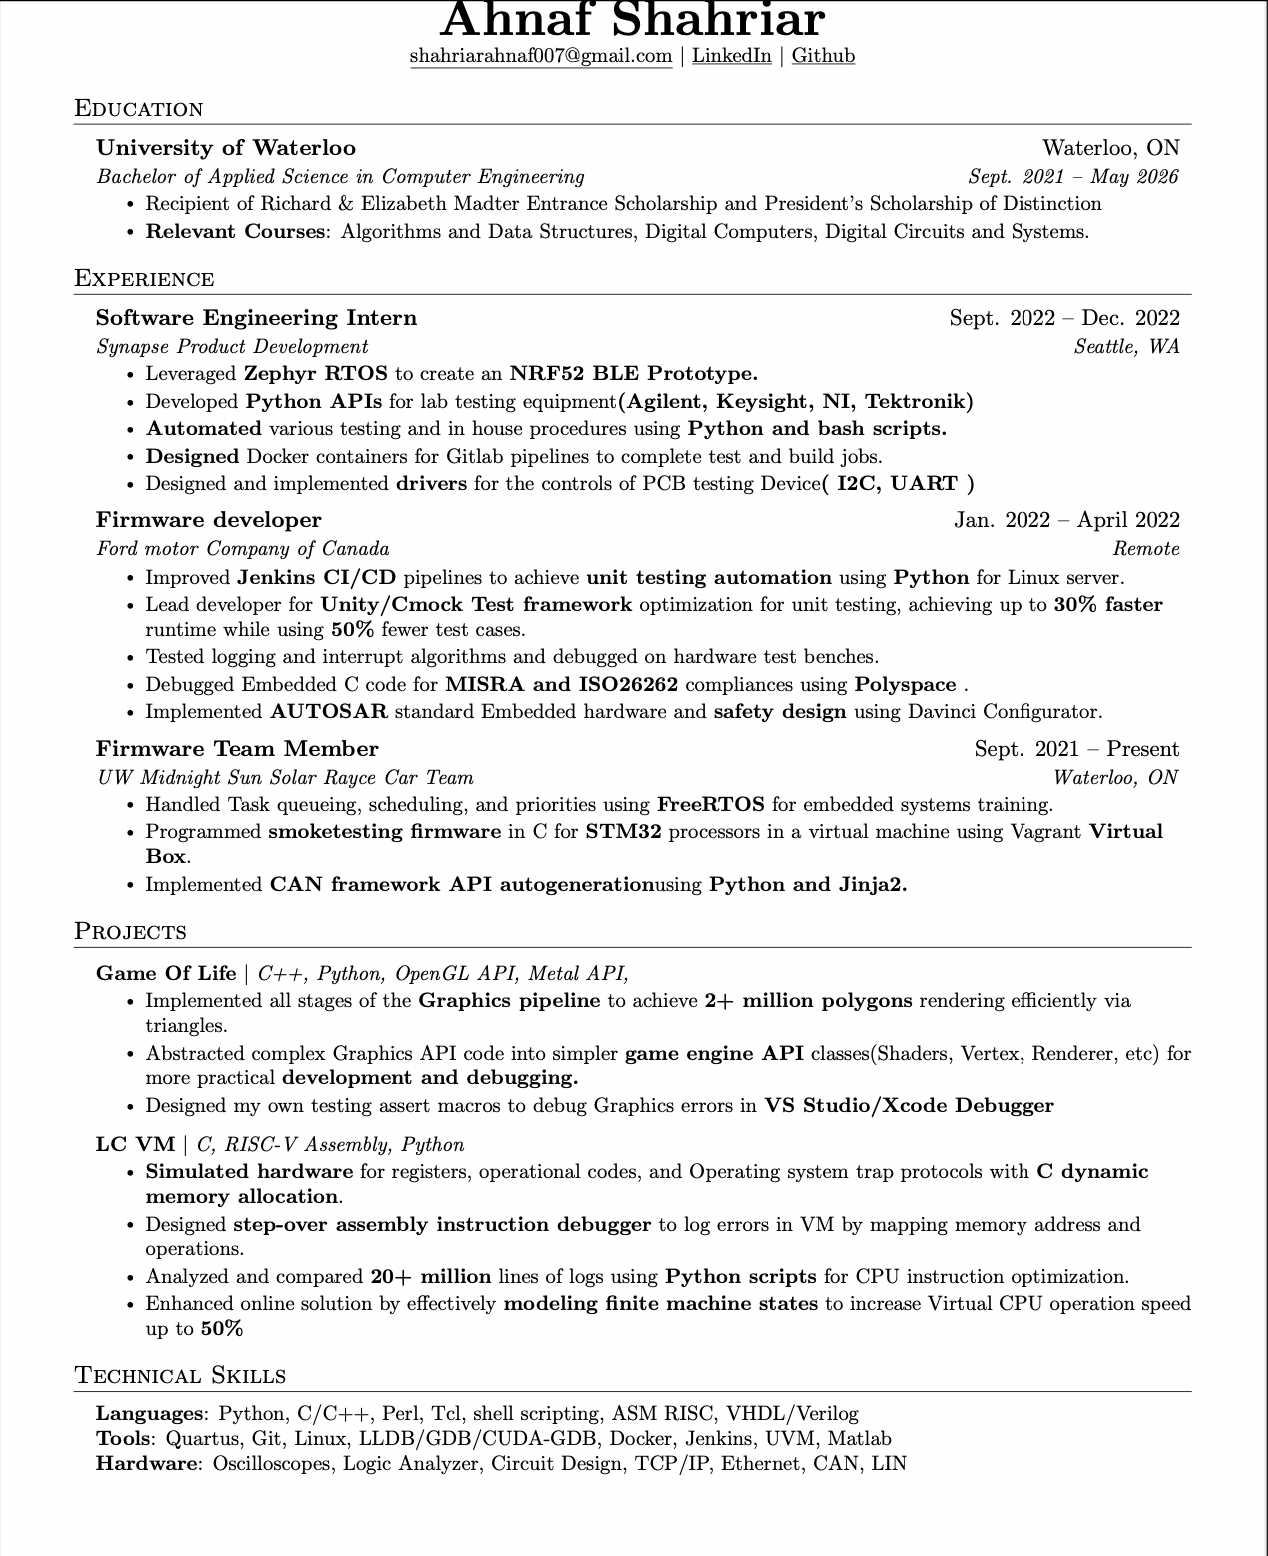 Ahnaf Shahriar
shahriarahnaf007@gmail.com | LinkedIn | Github
EDUCATION
University of Waterloo Waterloo, ON
Bachelor of Applied Science in Computer Engineering Sept. 2021 – May 2026
• Recipient of Richard & Elizabeth Madter Entrance Scholarship and President's Scholarship of Distinction
• Relevant Courses: Algorithms and Data Structures, Digital Computers, Digital Circuits and Systems.
EXPERIENCE
Software Engineering Intern Sept. 2022 – Dec. 2022
Synapse Product Development Seattle, WA
• Leveraged Zephyr RTOS to create an NRF52 BLE Prototype.
• Developed Python APIs for lab testing equipment(Agilent, Keysight, NI, Tektronik)
• Automated various testing and in house procedures using Python and bash scripts.
• Designed Docker containers for Gitlab pipelines to complete test and build jobs.
• Designed and implemented drivers for the controls of PCB testing Device( I2C, UART )
Firmware developer Jan. 2022 – April 2022
Ford motor Company of Canada Remote
• Improved Jenkins CI/CD pipelines to achieve unit testing automation using Python for Linux server.
• Lead developer for Unity/Cmock Test framework optimization for unit testing, achieving up to 30% faster
runtime while using 50% fewer test cases.
• Tested logging and interrupt algorithms and debugged on hardware test benches.
• Debugged Embedded C code for MISRA and ISO26262 compliances using Polyspace .
• Implemented AUTOSAR standard Embedded hardware and safety design using Davinci Configurator.
Firmware Team Member Sept. 2021 – Present
UW Midnight Sun Solar Rayce Car Team Waterloo, ON
• Handled Task queueing, scheduling, and priorities using FreeRTOS for embedded systems training.
• Programmed smoketesting firmware in C for STM32 processors in a virtual machine using Vagrant Virtual
Box.
• Implemented CAN framework API autogenerationusing Python and Jinja2.
PROJECTS
Game Of Life | C++, Python, OpenGL API, Metal API,
• Implemented all stages of the Graphics pipeline to achieve 2+ million polygons rendering efficiently via
triangles.
• Abstracted complex Graphics API code into simpler game engine API classes(Shaders, Vertex, Renderer, etc) for
more practical development and debugging.
• Designed my own testing assert macros to debug Graphics errors in VS Studio/Xcode Debugger
LC VM | C, RISC-V Assembly, Python
• Simulated hardware for registers, operational codes, and Operating system trap protocols with C dynamic
memory allocation.
• Designed step-over assembly instruction debugger to log errors in VM by mapping memory address and
operations.
• Analyzed and compared 20+ million lines of logs using Python scripts for CPU instruction optimization.
• Enhanced online solution by effectively modeling finite machine states to increase Virtual CPU operation speed
up to 50%
TECHNICAL SKILLS
Languages: Python, C/C++, Perl, Tcl, shell scripting, ASM RISC, VHDL/Verilog
Tools: Quartus, Git, Linux, LLDB/GDB/CUDA-GDB, Docker, Jenkins, UVM, Matlab
Hardware: Oscilloscopes, Logic Analyzer, Circuit Design, TCP/IP, Ethernet, CAN, LIN